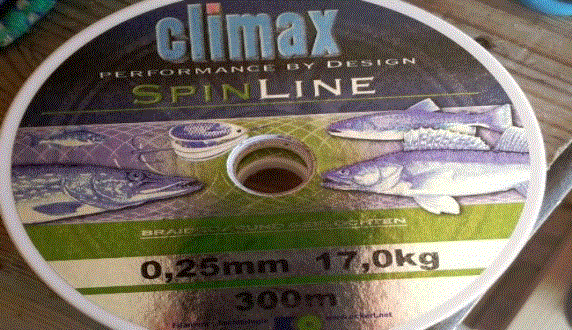 climax
PERFORMANCE BY DESIGN
SPINLINE
0,25mm 17,0kg
300m